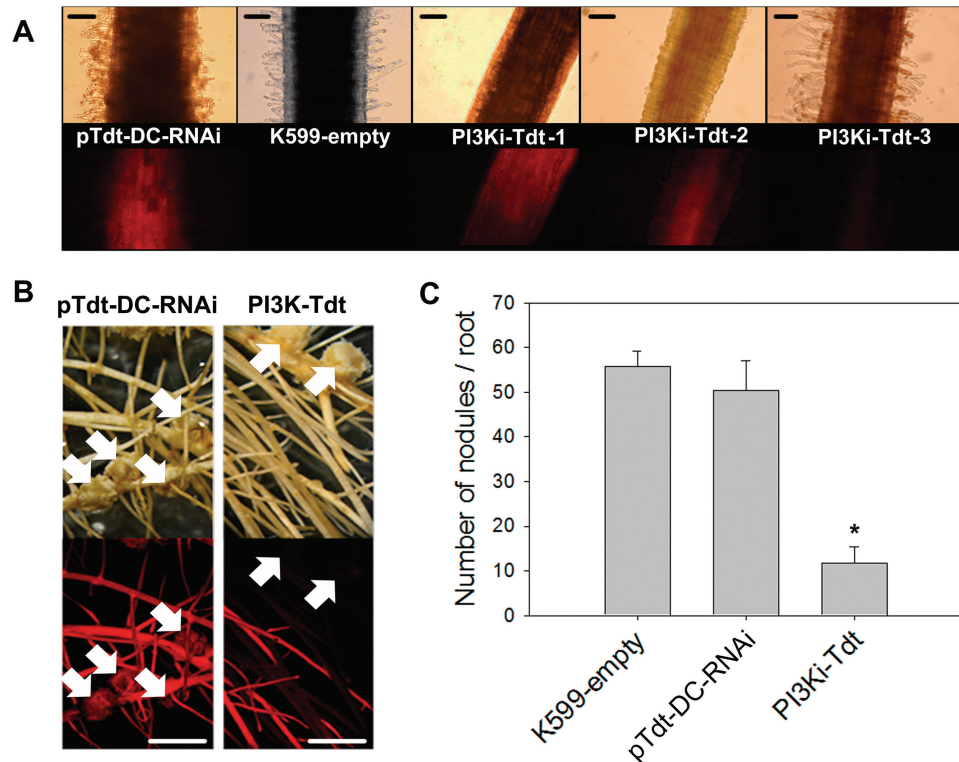 A
pTdt-DC-RNAi K599-empty PI3Ki-Tdt-1 PI3Ki-Tdt-2 PI3Ki-Tdt-3
B
pTdt-DC-RNAi PI3K-Tdt
C
Number of nodules / root
70
60
50
40
30
20
10
0
*
K599-empty
pTdt-DC-RNAi
PI3Ki-Tdt